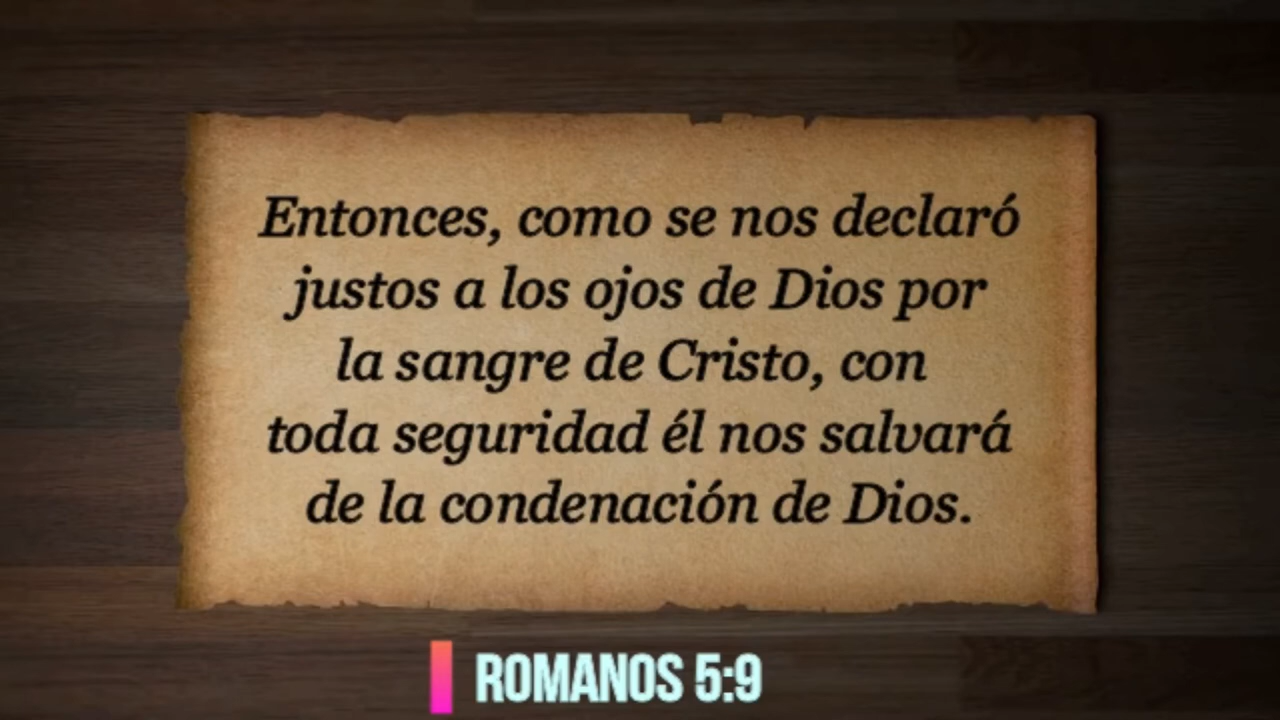 Entonces, como se nos declaró
justos a los ojos de Dios por
la sangre de Cristo, con
toda seguridad él nos salvará
de la condenación de Dios.
ROMANOS 5:9